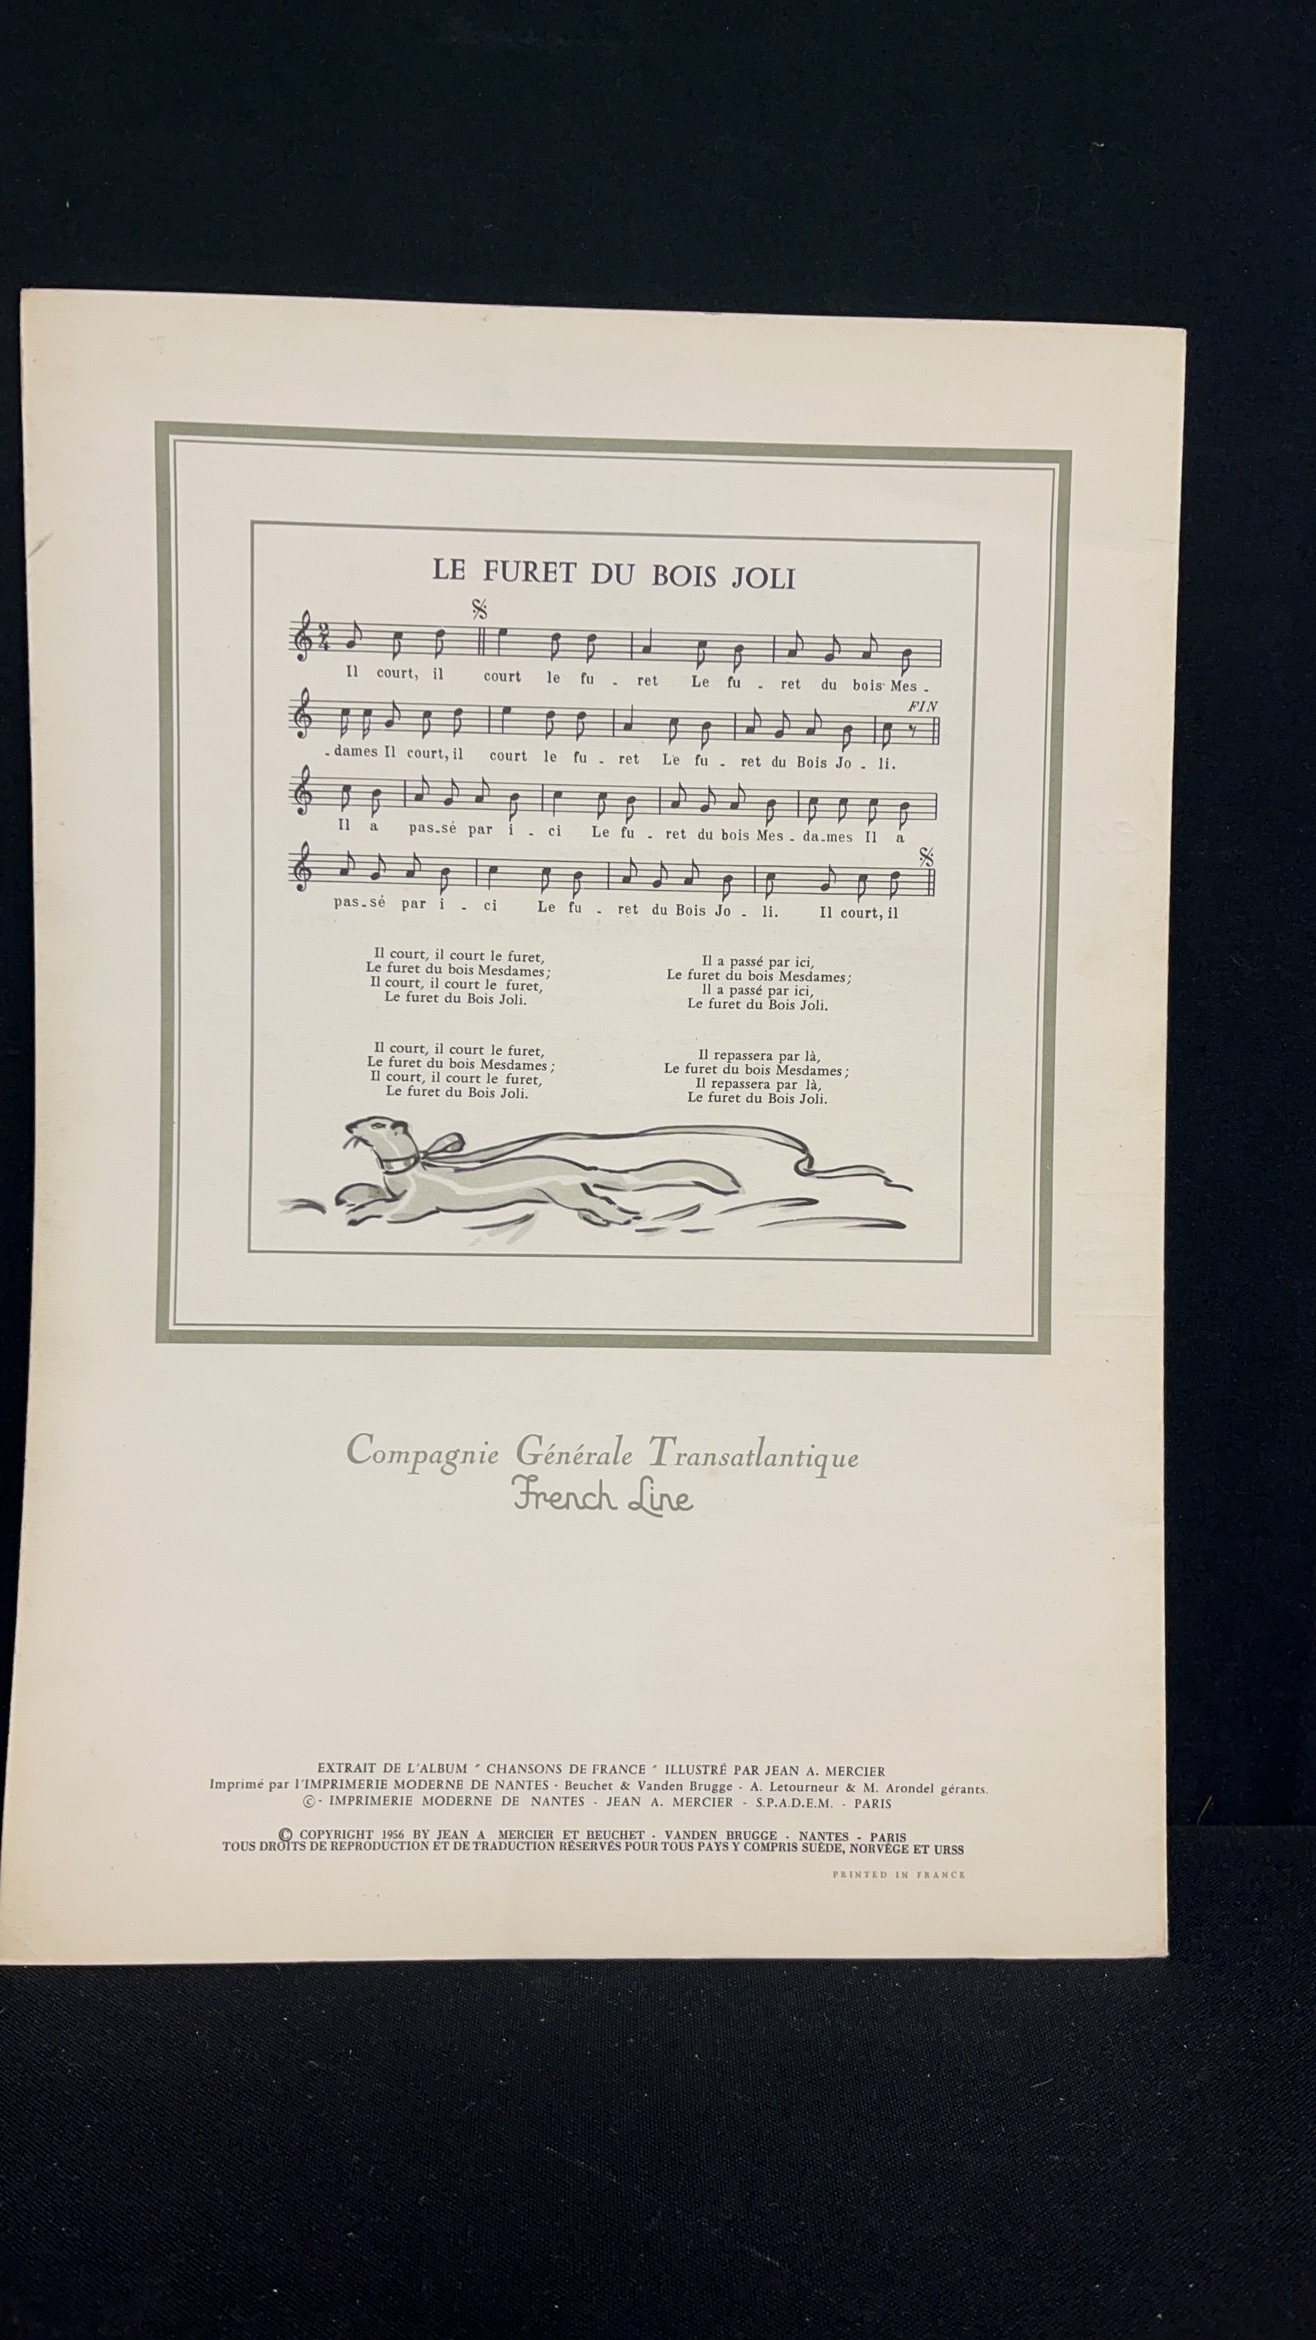 LE FURET DU BOIS JOLI
Il court, il court le fu - ret Le fu - ret du bois Mes -
FIN
- dames Il court, il court le fu - ret Le fu - ret du Bois Jo - li.
Il a pas-sé par i - ci Le fu - ret du bois Mes - da-mes Il a
pas-sé par i - ci Le fu - ret du Bois Jo - li. Il court, il
Il court, il court le furet,
Le furet du bois Mesdames;
Il court, il court le furet,
Le furet du Bois Joli.
Il a passé par ici,
Le furet du bois Mesdames;
Il a passé par ici,
Le furet du Bois Joli.
Il court, il court le furet,
Le furet du bois Mesdames;
Il court, il court le furet,
Le furet du Bois Joli.
Il repassera par là,
Le furet du bois Mesdames;
Il repassera par là,
Le furet du Bois Joli.
Compagnie Générale Transatlantique
French Line
EXTRAIT DE L'ALBUM " CHANSONS DE FRANCE " ILLUSTRÉ PAR JEAN A. MERCIER
Imprimé par l'IMPRIMERIE MODERNE DE NANTES - Beuchet & Vanden Brugge - A. Letourneur & M. Arondel gérants.
© - IMPRIMERIE MODERNE DE NANTES - JEAN A. MERCIER - S.P.A.D.E.M. - PARIS
© COPYRIGHT 1956 BY JEAN A MERCIER ET BEUCHET - VANDEN BRUGGE - NANTES - PARIS
TOUS DROITS DE REPRODUCTION ET DE TRADUCTION RÉSERVÉS POUR TOUS PAYS Y COMPRIS SUÈDE, NORVÈGE ET URSS
PRINTED IN FRANCE